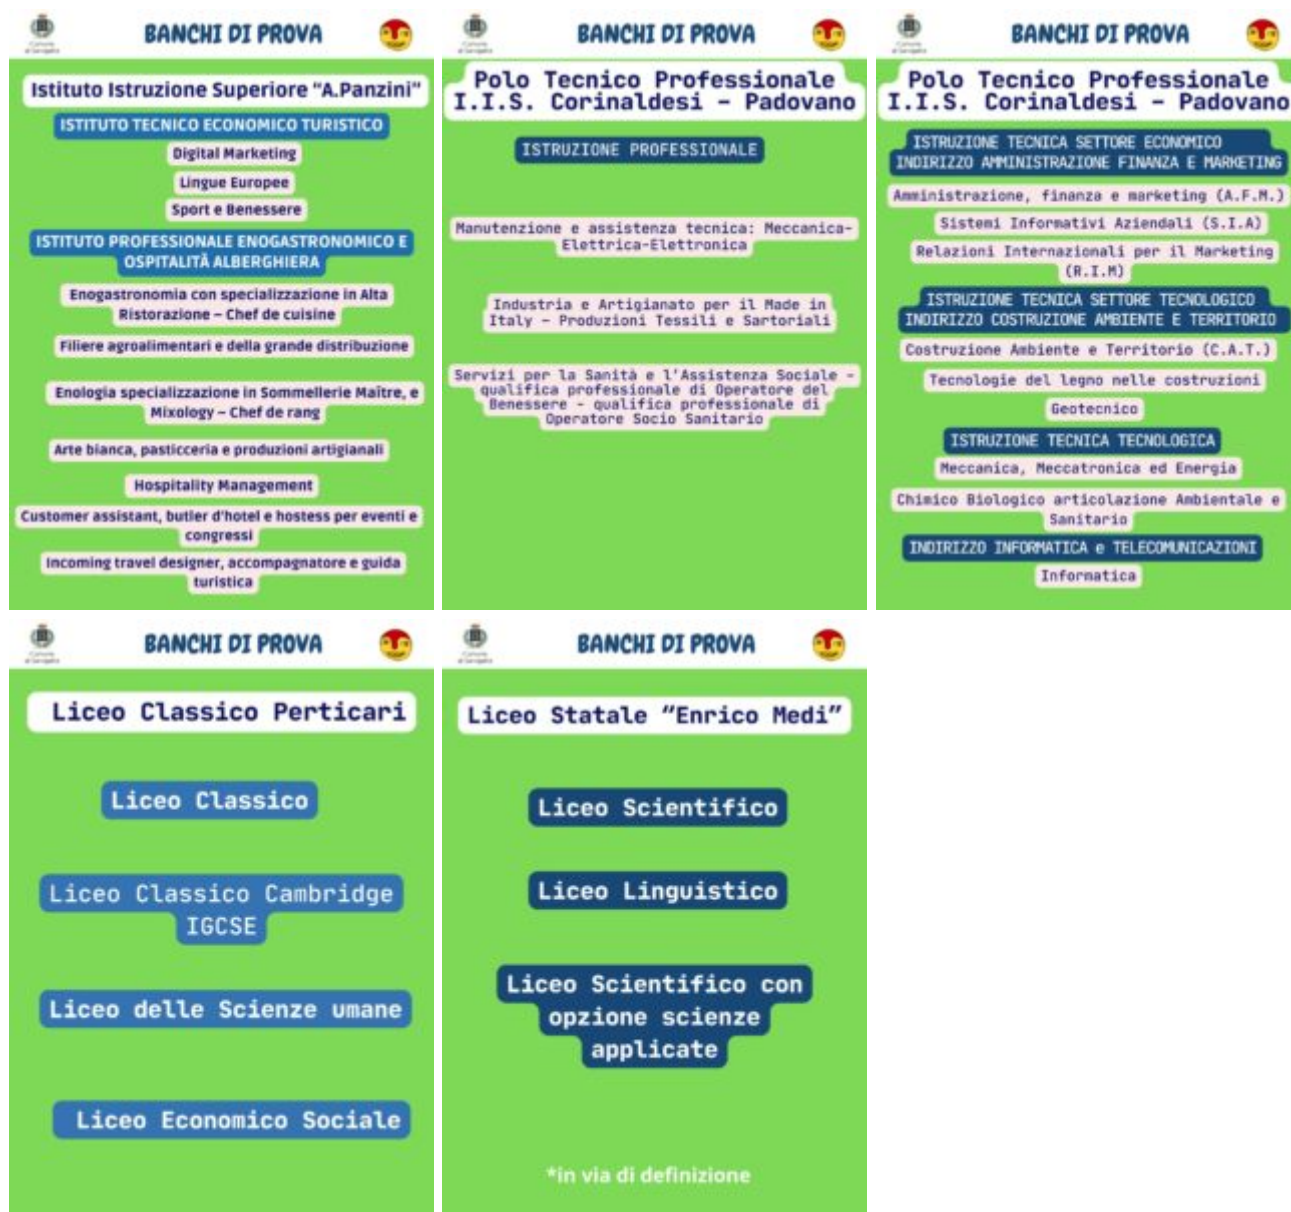 BANCHI DI PROVA
Istituto Istruzione Superiore “A.Panzini”
ISTITUTO TECNICO ECONOMICO TURISTICO
Digital Marketing
Lingue Europee
Sport e Benessere
ISTITUTO PROFESSIONALE ENOGASTRONOMICO E
OSPITALITÀ ALBERGHIERA
Enogastronomia con specializzazione in Alta
Ristorazione – Chef de cuisine
Filiere agroalimentari e della grande distribuzione
Enologia specializzazione in Sommellerie Maître, e
Mixology – Chef de rang
Arte bianca, pasticceria e produzioni artigianali
Hospitality Management
Customer assistant, butler d'hotel e hostess per eventi e
congressi
Incoming travel designer, accompagnatore e guida
turistica
BANCHI DI PROVA
Polo Tecnico Professionale
I.I.S. Corinaldesi – Padovano
ISTRUZIONE PROFESSIONALE
Manutenzione e assistenza tecnica: Meccanica-
Elettrica-Elettronica
Industria e Artigianato per il Made in
Italy – Produzioni Tessili e Sartoriali
Servizi per la Sanità e l'Assistenza Sociale –
qualifica professionale di Operatore del
Benessere – qualifica professionale di
Operatore Socio Sanitario
BANCHI DI PROVA
Polo Tecnico Professionale
I.I.S. Corinaldesi – Padovano
ISTRUZIONE TECNICA SETTORE ECONOMICO
INDIRIZZO AMMINISTRAZIONE FINANZA E MARKETING
Amministrazione, finanza e marketing (A.F.M.)
Sistemi Informativi Aziendali (S.I.A)
Relazioni Internazionali per il Marketing
(R.I.M)
ISTRUZIONE TECNICA SETTORE TECNOLOGICO
INDIRIZZO COSTRUZIONE AMBIENTE E TERRITORIO
Costruzione Ambiente e Territorio (C.A.T.)
Tecnologie del legno nelle costruzioni
Geotecnico
ISTRUZIONE TECNICA TECNOLOGICA
Meccanica, Meccatronica ed Energia
Chimico Biologico articolazione Ambientale e
Sanitario
INDIRIZZO INFORMATICA e TELECOMUNICAZIONI
Informatica
BANCHI DI PROVA
Liceo Classico Perticari
Liceo Classico
Liceo Classico Cambridge
IGCSE
Liceo delle Scienze umane
Liceo Economico Sociale
BANCHI DI PROVA
Liceo Statale “Enrico Medi”
Liceo Scientifico
Liceo Linguistico
Liceo Scientifico con
opzione scienze
applicate
*in via di definizione